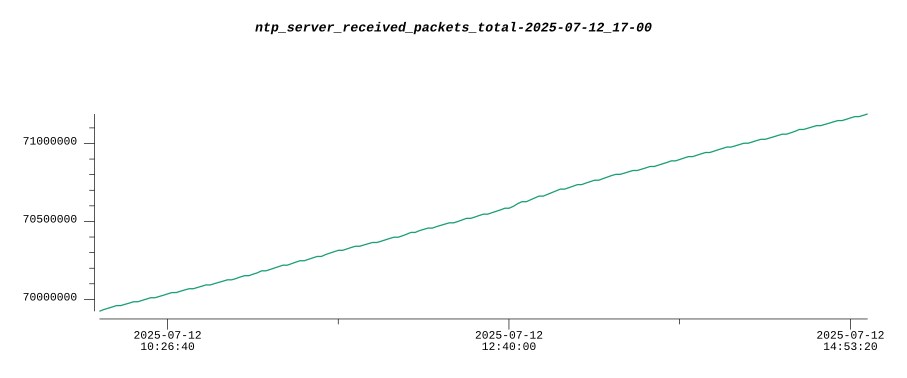 ntp_server_received_packets_total-2025-07-12_17-00
71000000
70500000
70000000
2025-07-12 2025-07-12 2025-07-12
10:26:40 12:40:00 14:53:20